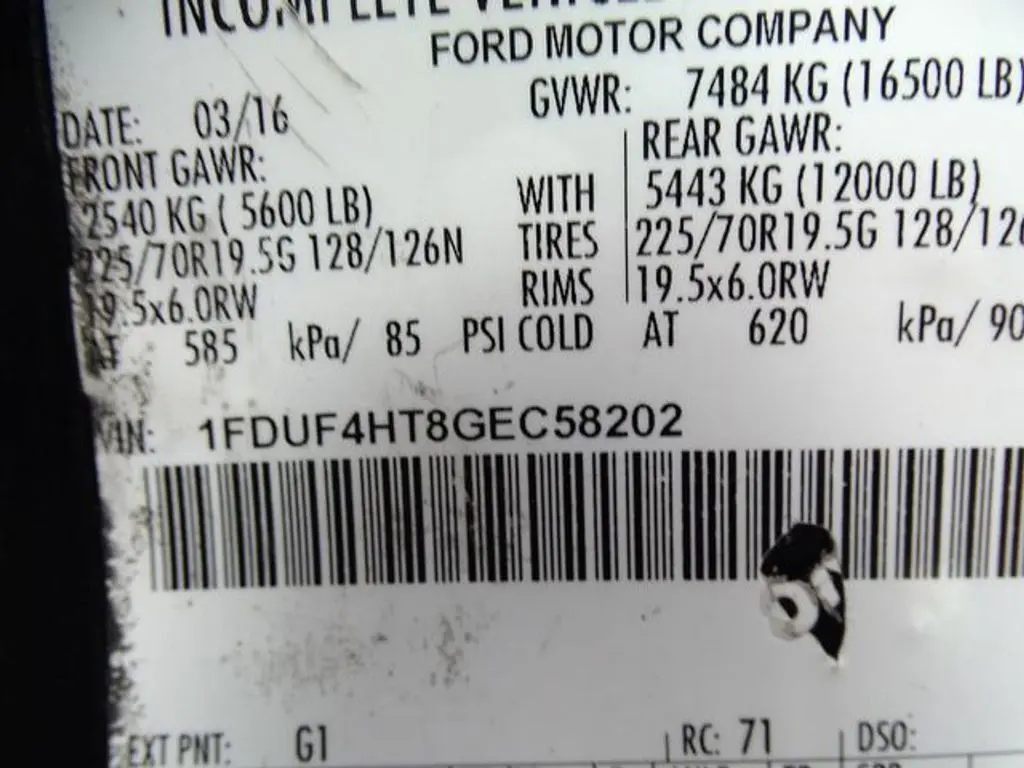 INCOMPLETE
FORD MOTOR COMPANY
DATE: 03/16 GVWR: 7484 KG (16500 LB)
FRONT GAWR: REAR GAWR:
2540 KG ( 5600 LB) WITH 5443 KG (12000 LB)
225/70R19.5G 128/126N TIRES 225/70R19.5G 128/126
19.5x6.0RW RIMS 19.5x6.0RW
AT 585 kPa/ 85 PSI COLD AT 620 kPa/ 90
VIN: 1FDUF4HT8GEC58202
EXT PNT: G1 RC: 71 DSO: